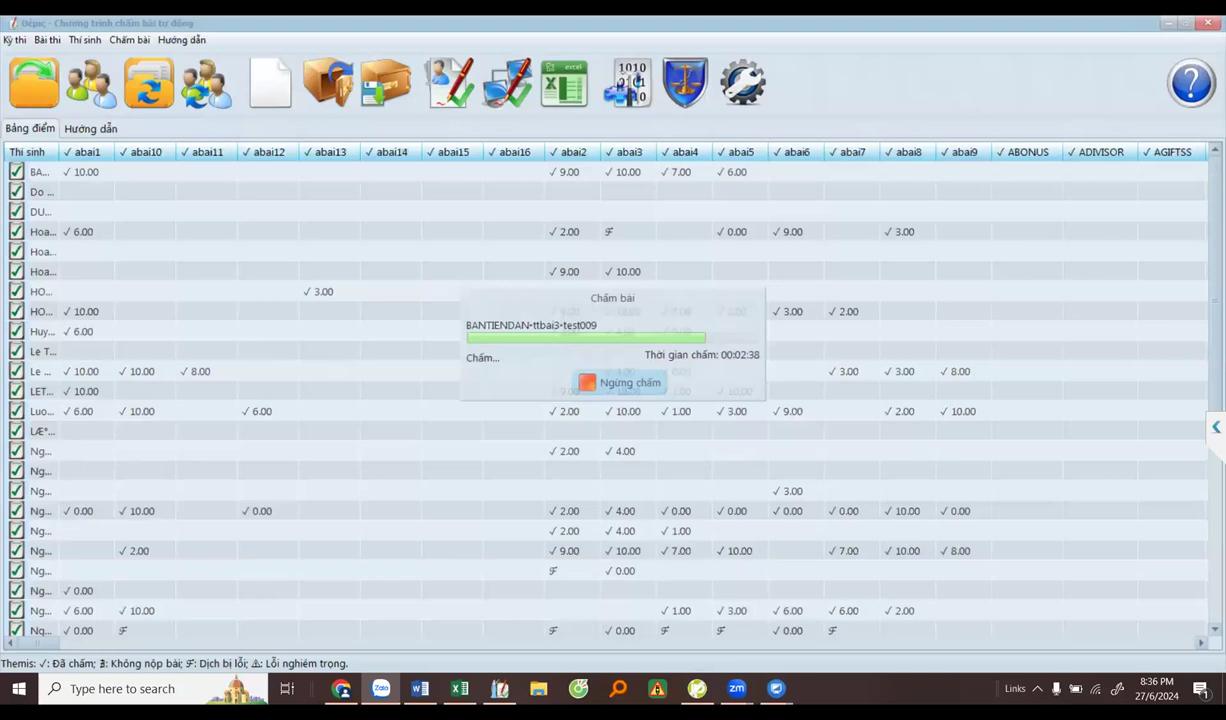 Θέμις - Chương trình chấm bài tự động
Kỳ thi Bài thi Thí sinh Chấm bài Hướng dẫn
Bảng điểm Hướng dẫn
Thí sinh ✓ abai1 ✓ abai10 ✓ abai11 ✓ abai12 ✓ abai13 ✓ abai14 ✓ abai15 ✓ abai16 ✓ abai2 ✓ abai3 ✓ abai4 ✓ abai5 ✓ abai6 ✓ abai7 ✓ abai8 ✓ abai9 ✓ ABONUS ✓ ADIVISOR ✓ AGIFTSS
BA... ✓ 10.00 ✓ 9.00 ✓ 10.00 ✓ 7.00 ✓ 6.00
Do ...
DU...
Hoa... ✓ 6.00 ✓ 2.00 ℱ ✓ 0.00 ✓ 9.00 ✓ 3.00
Hoa...
Hoa... ✓ 9.00 ✓ 10.00
HO... ✓ 3.00
HO... ✓ 10.00 ✓ 3.00 ✓ 2.00
Huy... ✓ 6.00
Le T...
Le ... ✓ 10.00 ✓ 10.00 ✓ 8.00 ✓ 3.00 ✓ 3.00 ✓ 8.00
LET... ✓ 10.00
Luo... ✓ 6.00 ✓ 10.00 ✓ 6.00 ✓ 2.00 ✓ 10.00 ✓ 1.00 ✓ 3.00 ✓ 9.00 ✓ 2.00 ✓ 10.00
LÆ°...
Ng... ✓ 2.00 ✓ 4.00
Ng...
Ng... ✓ 3.00
Ng... ✓ 0.00 ✓ 10.00 ✓ 0.00 ✓ 2.00 ✓ 4.00 ✓ 0.00 ✓ 0.00 ✓ 0.00 ✓ 0.00 ✓ 10.00 ✓ 0.00
Ng... ✓ 2.00 ✓ 4.00 ✓ 1.00
Ng... ✓ 2.00 ✓ 9.00 ✓ 10.00 ✓ 7.00 ✓ 10.00 ✓ 7.00 ✓ 10.00 ✓ 8.00
Ng... ℱ ✓ 0.00
Ng... ✓ 0.00
Ng... ✓ 6.00 ✓ 10.00 ✓ 1.00 ✓ 3.00 ✓ 6.00 ✓ 6.00 ✓ 2.00
Ng... ✓ 0.00 ℱ ℱ ✓ 0.00 ℱ ℱ ✓ 0.00 ℱ
Chấm bài
BANTIENDAN•ttbai3•test009
Chấm... Thời gian chấm: 00:02:38
Ngừng chấm
Themis: ✓: Đã chấm; ∄: Không nộp bài; ℱ: Dịch bị lỗi; ⚠: Lỗi nghiêm trọng.
Type here to search
Links
8:36 PM
27/6/2024